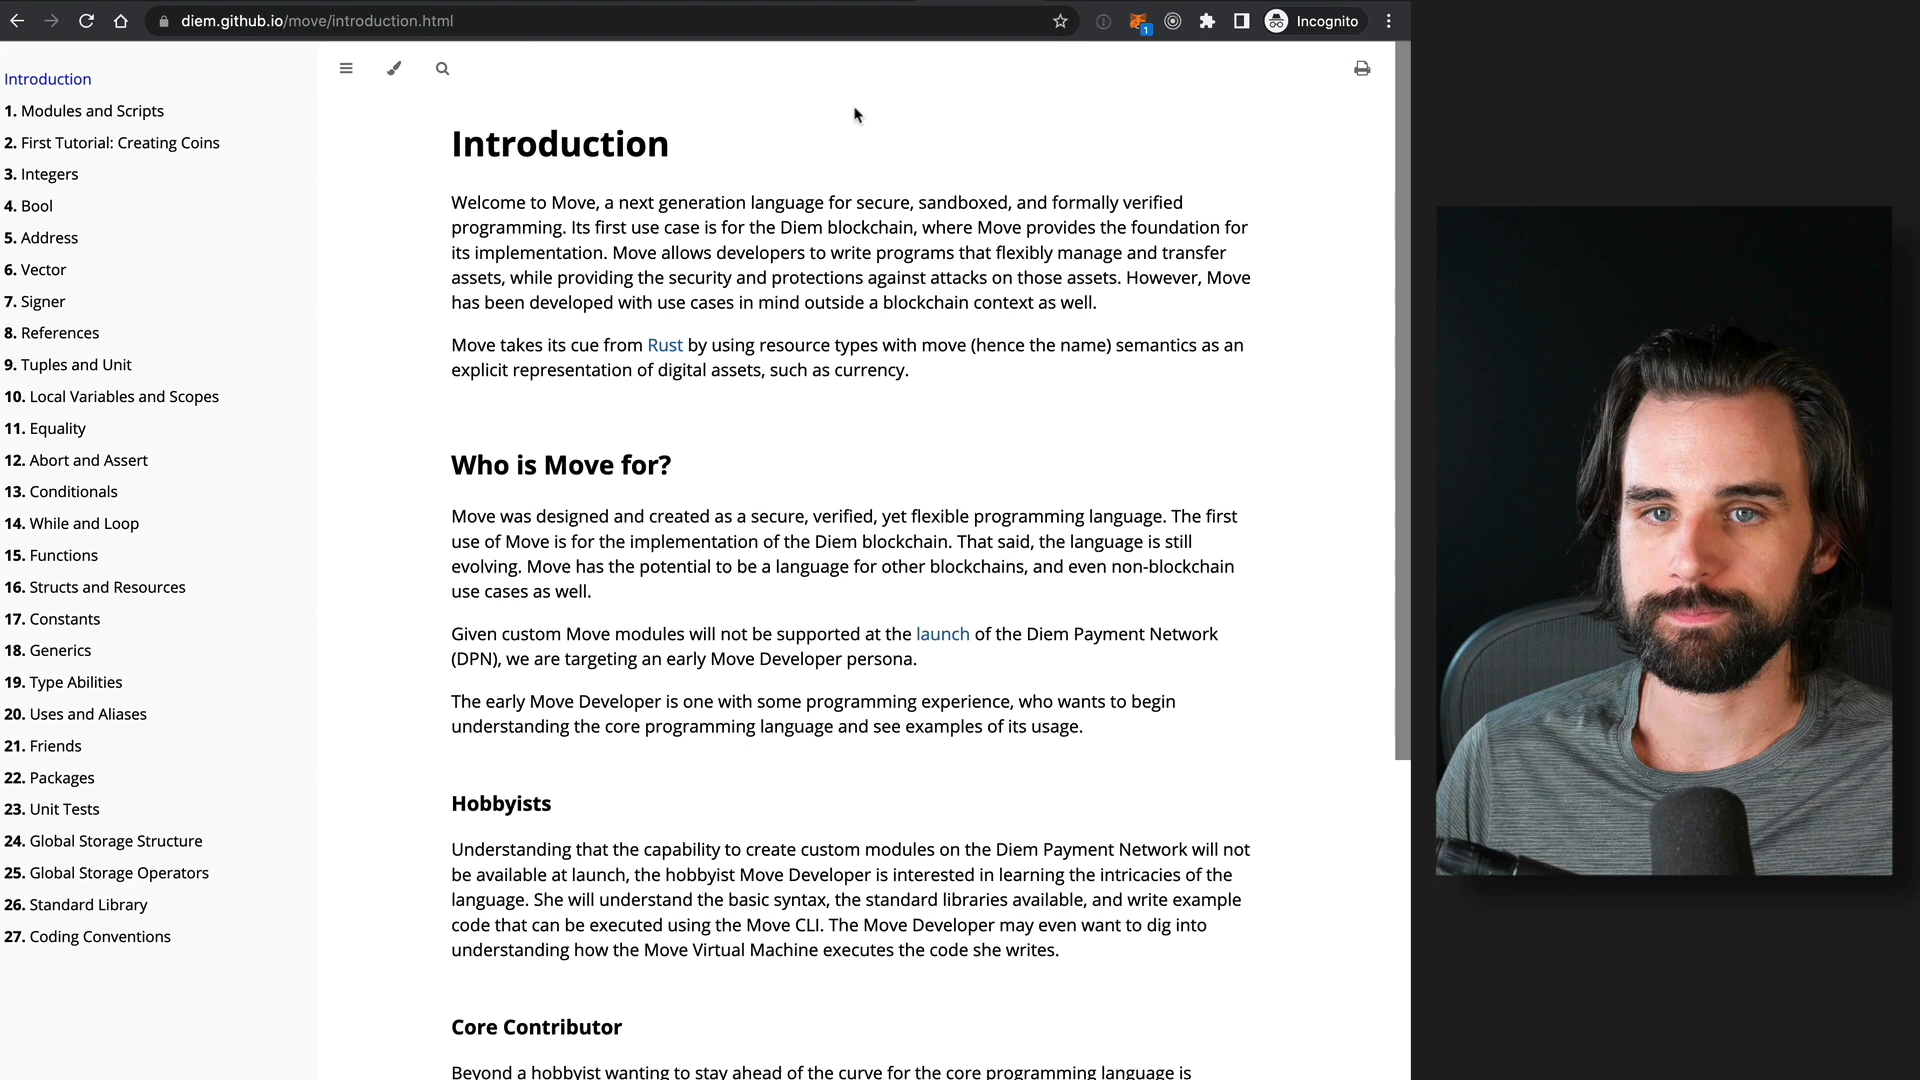 diem.github.io/move/introduction.html
1
Incognito
Introduction
1. Modules and Scripts
2. First Tutorial: Creating Coins
3. Integers
4. Bool
5. Address
6. Vector
7. Signer
8. References
9. Tuples and Unit
10. Local Variables and Scopes
11. Equality
12. Abort and Assert
13. Conditionals
14. While and Loop
15. Functions
16. Structs and Resources
17. Constants
18. Generics
19. Type Abilities
20. Uses and Aliases
21. Friends
22. Packages
23. Unit Tests
24. Global Storage Structure
25. Global Storage Operators
26. Standard Library
27. Coding Conventions
Introduction
Welcome to Move, a next generation language for secure, sandboxed, and formally verified
programming. Its first use case is for the Diem blockchain, where Move provides the foundation for
its implementation. Move allows developers to write programs that flexibly manage and transfer
assets, while providing the security and protections against attacks on those assets. However, Move
has been developed with use cases in mind outside a blockchain context as well.
Move takes its cue from Rust by using resource types with move (hence the name) semantics as an
explicit representation of digital assets, such as currency.
Who is Move for?
Move was designed and created as a secure, verified, yet flexible programming language. The first
use of Move is for the implementation of the Diem blockchain. That said, the language is still
evolving. Move has the potential to be a language for other blockchains, and even non-blockchain
use cases as well.
Given custom Move modules will not be supported at the launch of the Diem Payment Network
(DPN), we are targeting an early Move Developer persona.
The early Move Developer is one with some programming experience, who wants to begin
understanding the core programming language and see examples of its usage.
Hobbyists
Understanding that the capability to create custom modules on the Diem Payment Network will not
be available at launch, the hobbyist Move Developer is interested in learning the intricacies of the
language. She will understand the basic syntax, the standard libraries available, and write example
code that can be executed using the Move CLI. The Move Developer may even want to dig into
understanding how the Move Virtual Machine executes the code she writes.
Core Contributor
Beyond a hobbyist wanting to stay ahead of the curve for the core programming language is